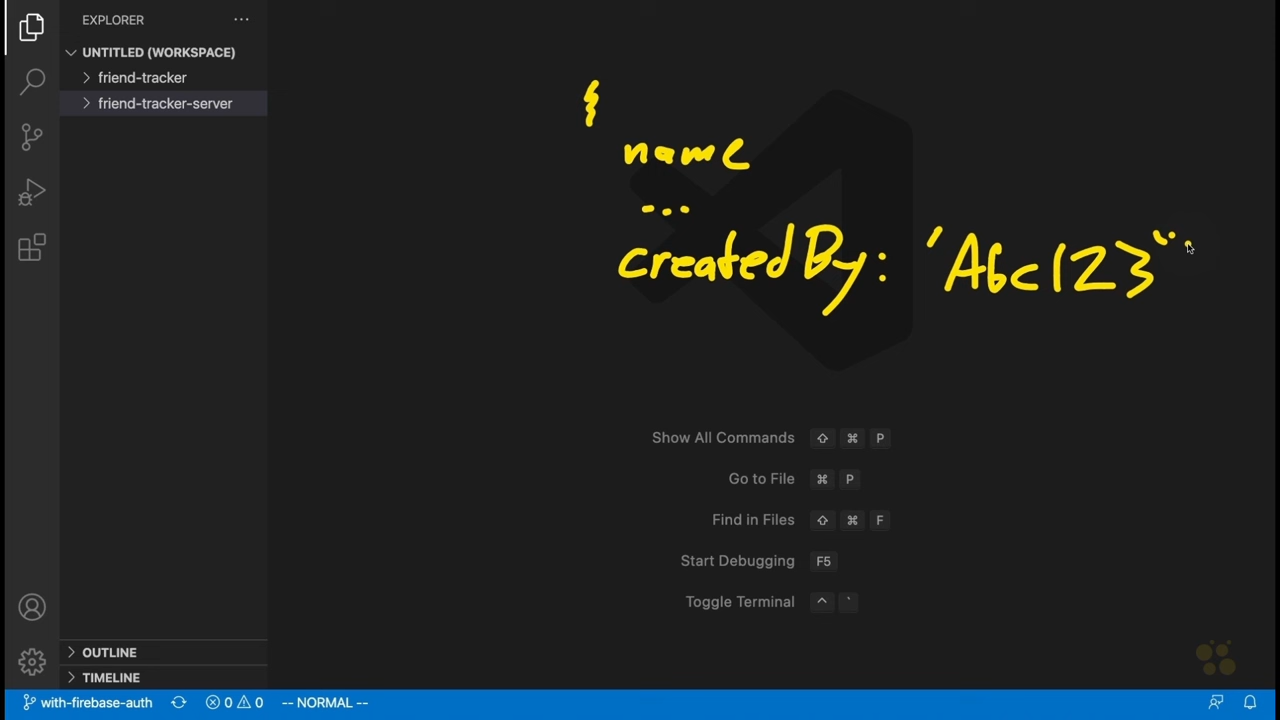 EXPLORER ...
UNTITLED (WORKSPACE)
friend-tracker
friend-tracker-server
{
name
...
createdBy: 'Abc123"
Show All Commands ⇧ ⌘ P
Go to File ⌘ P
Find in Files ⇧ ⌘ F
Start Debugging F5
Toggle Terminal ^ `
OUTLINE
TIMELINE
with-firebase-auth 0 0 -- NORMAL --